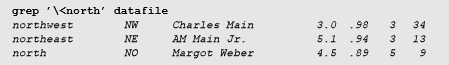 grep '\<north' datafile
northwest NW Charles Main 3.0 .98 3 34
northeast NE AM Main Jr. 5.1 .94 3 13
north NO Margot Weber 4.5 .89 5 9